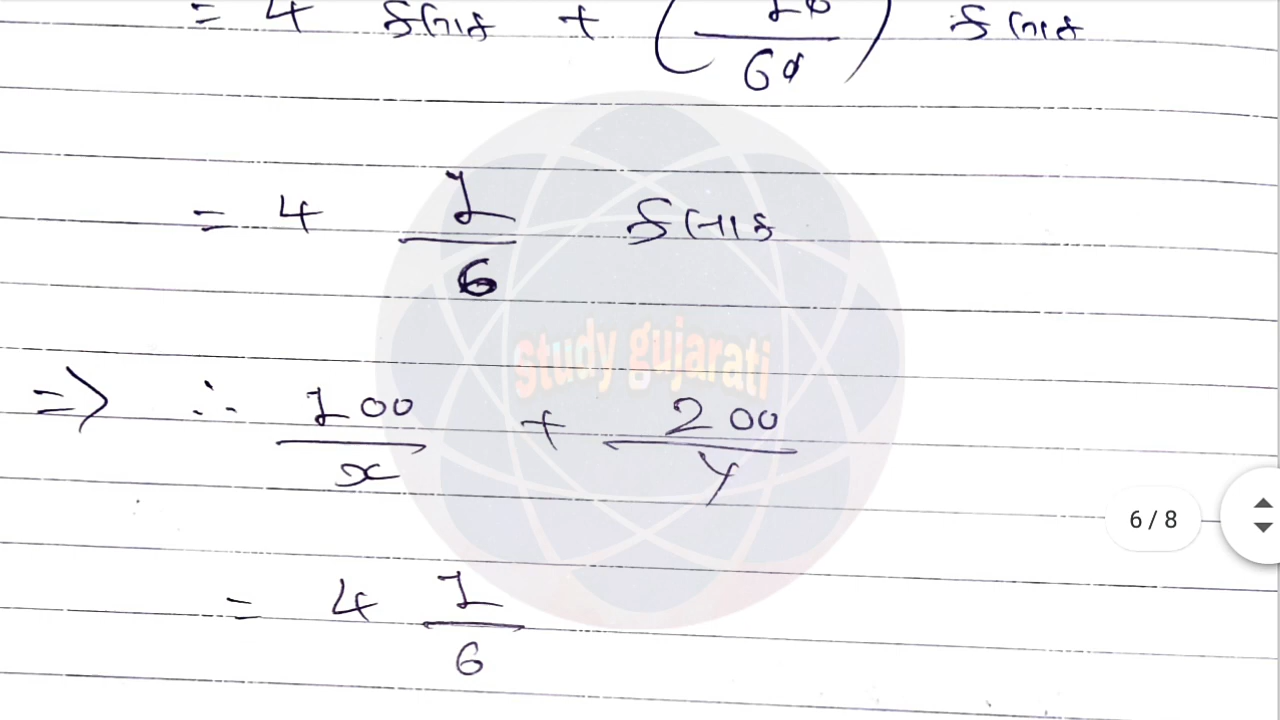 = 4 કલાક + (10/60) કલાક
= 4 1/6 કલાક
study gujarati
=> ∴ 100/x + 200/y
6 / 8
= 4 1/6